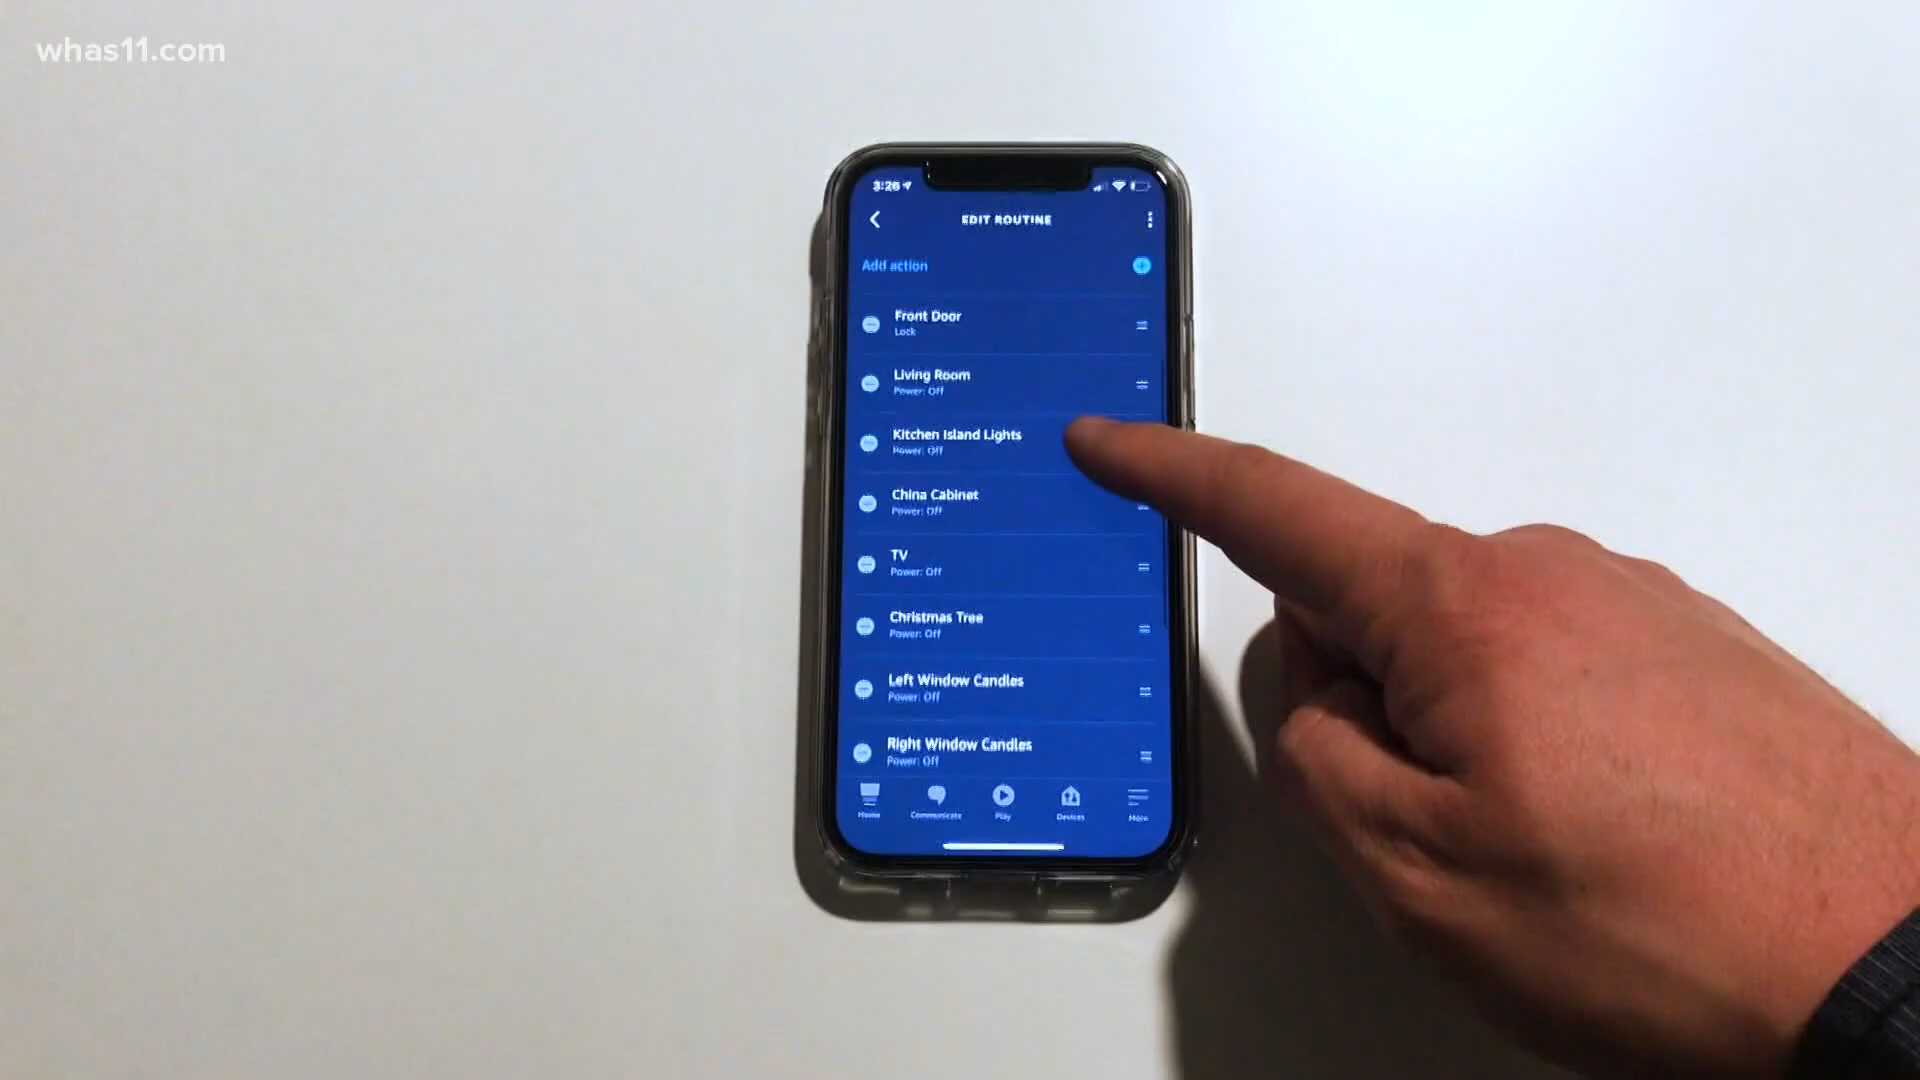 whas11.com
3:26
EDIT ROUTINE
Add action
Front Door
Lock
Living Room
Power: Off
Kitchen Island Lights
Power: Off
China Cabinet
Power: Off
TV
Power: Off
Christmas Tree
Power: Off
Left Window Candles
Power: Off
Right Window Candles
Power: Off
Home Communicate Play Devices More